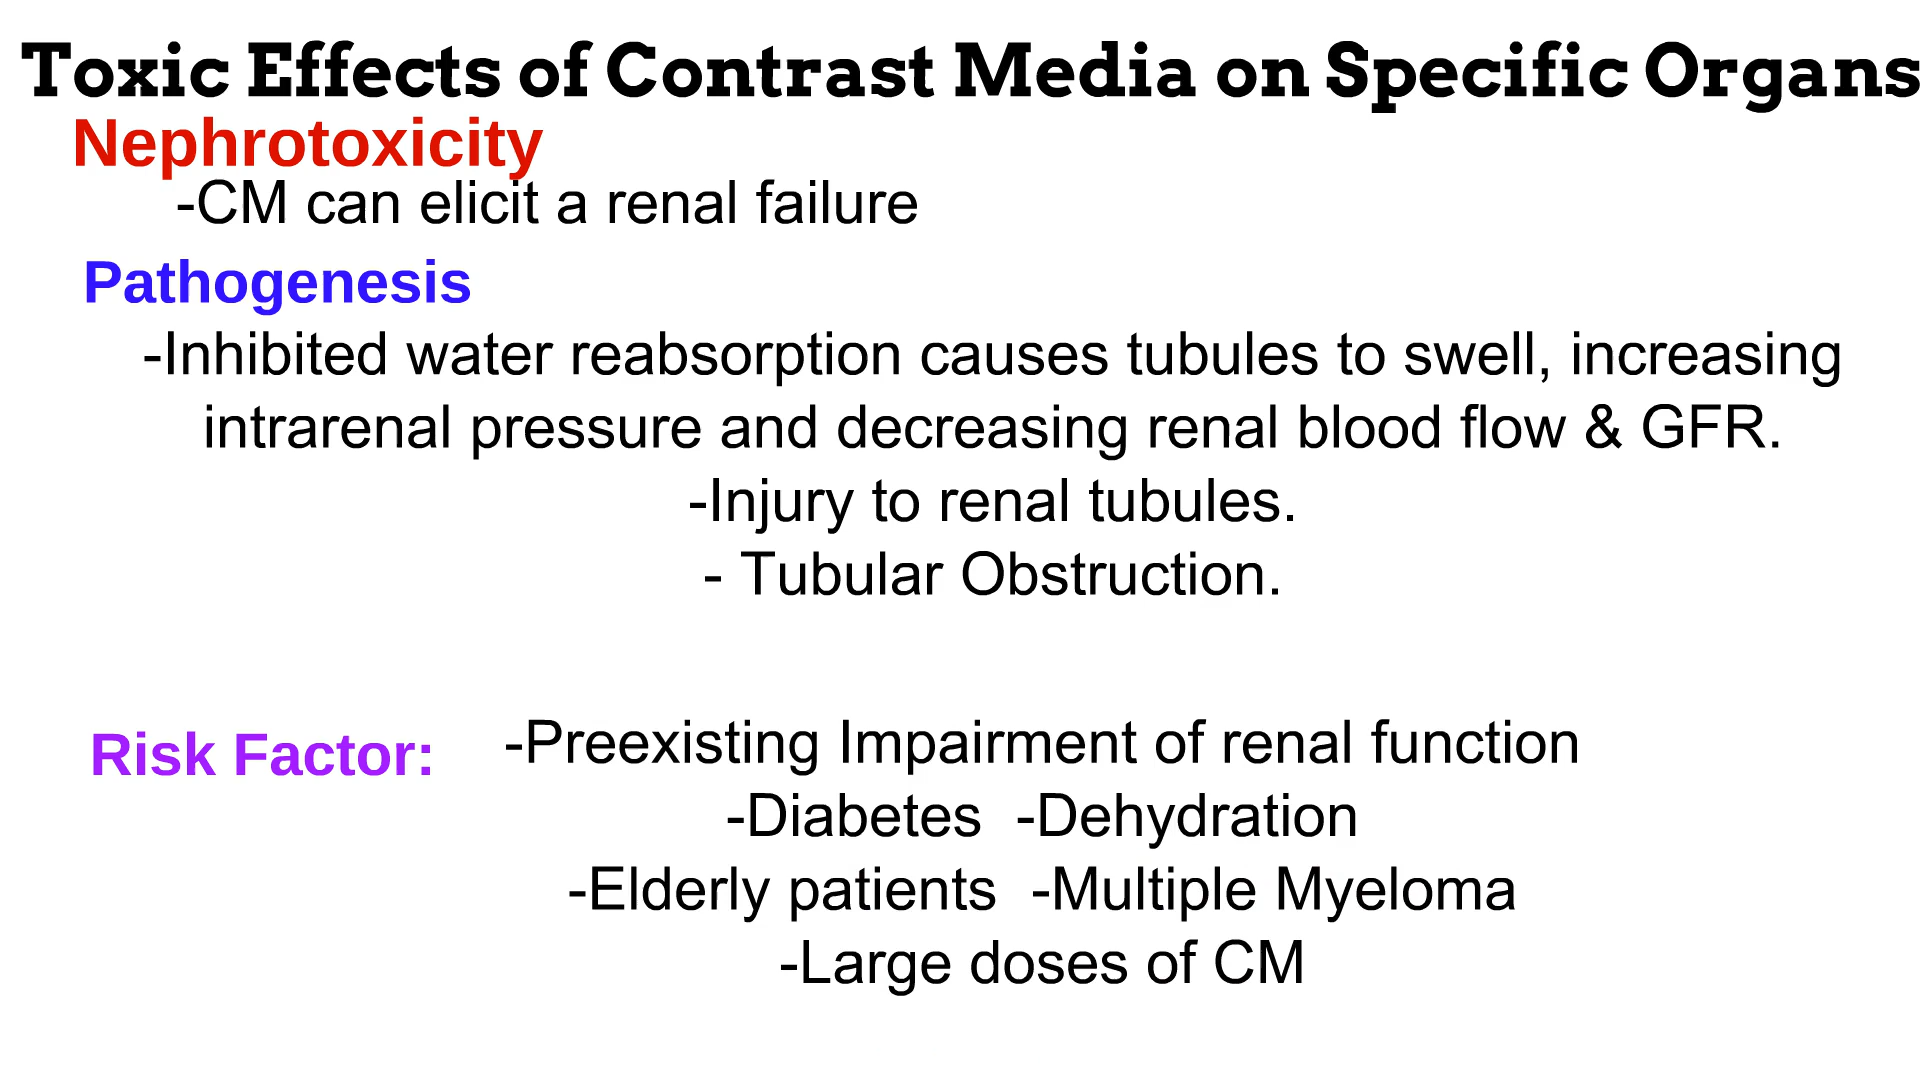 Toxic Effects of Contrast Media on Specific Organs
Nephrotoxicity
-CM can elicit a renal failure
Pathogenesis
-Inhibited water reabsorption causes tubules to swell, increasing
intrarenal pressure and decreasing renal blood flow & GFR.
-Injury to renal tubules.
- Tubular Obstruction.
Risk Factor:
-Preexisting Impairment of renal function
-Diabetes  -Dehydration
-Elderly patients  -Multiple Myeloma
-Large doses of CM